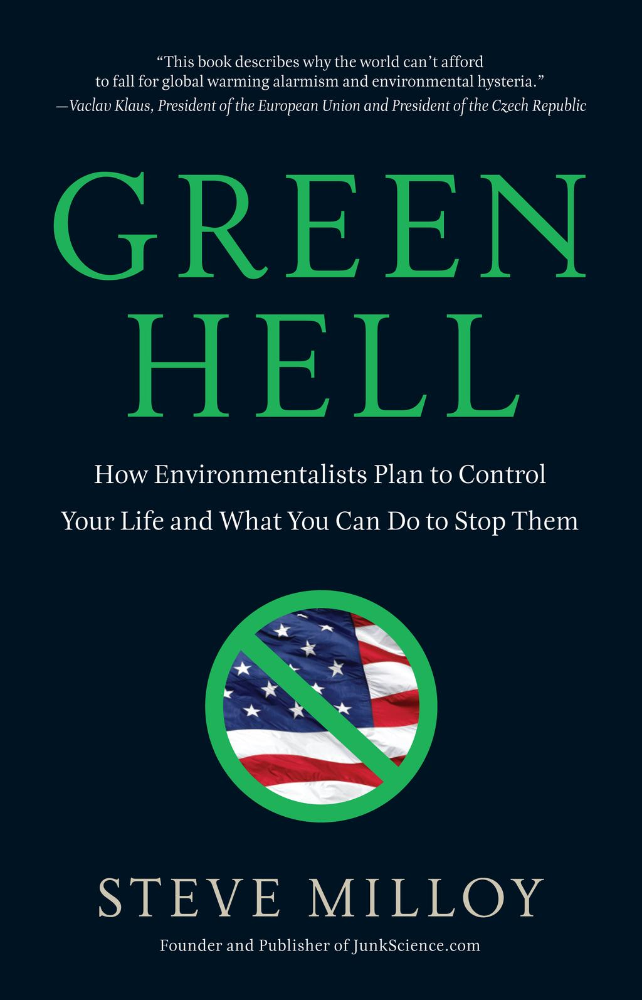 “This book describes why the world can’t afford
to fall for global warming alarmism and environmental hysteria.”
—Vaclav Klaus, President of the European Union and President of the Czech Republic
GREEN
HELL
How Environmentalists Plan to Control
Your Life and What You Can Do to Stop Them
STEVE MILLOY
Founder and Publisher of JunkScience.com